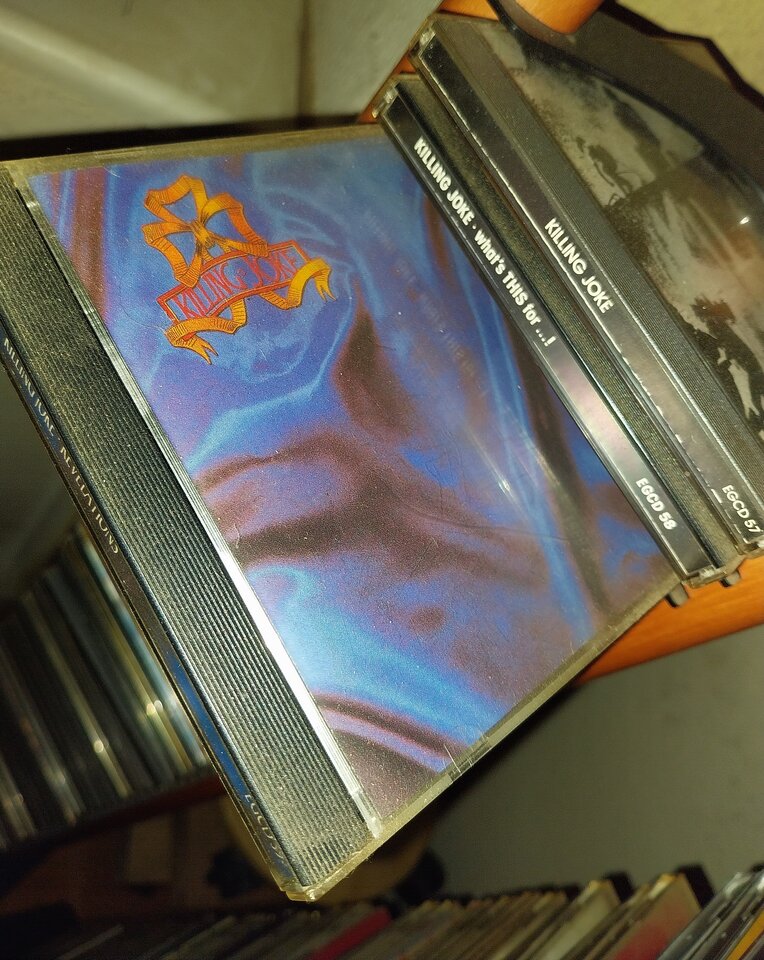 KILLING JOKE
KILLING JOKE · REVELATIONS
KILLING JOKE · what's THIS for ...!
EGCD 58
KILLING JOKE
EGCD 57